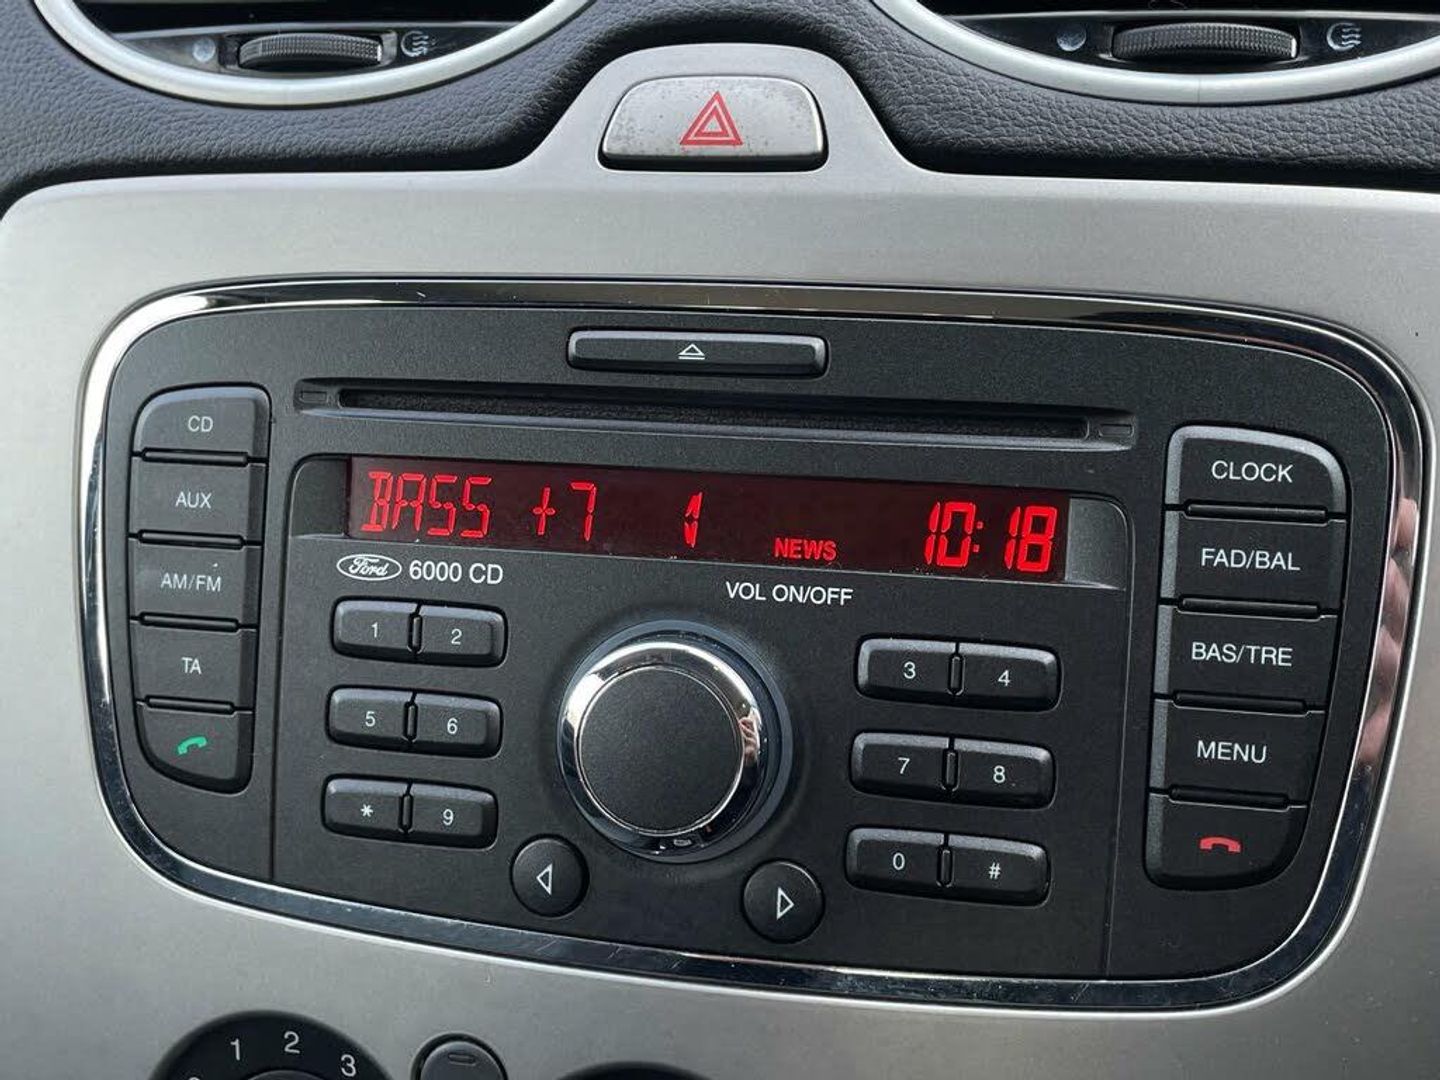 CD
AUX
AM/FM
TA
BASS +7 NEWS 10:18
Ford 6000 CD
VOL ON/OFF
1 2
3 4
5 6
7 8
* 9
0 #
CLOCK
FAD/BAL
BAS/TRE
MENU
1 2 3